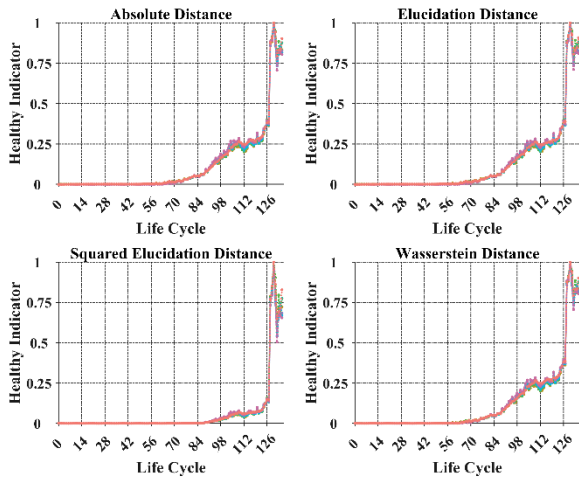 Absolute Distance
Healthy Indicator
1
0.75
0.5
0.25
0
0 14 28 42 56 70 84 98 112 126
Life Cycle
Elucidation Distance
Healthy Indicator
1
0.75
0.5
0.25
0
0 14 28 42 56 70 84 98 112 126
Life Cycle
Squared Elucidation Distance
Healthy Indicator
1
0.75
0.5
0.25
0
0 14 28 42 56 70 84 98 112 126
Life Cycle
Wasserstein Distance
Healthy Indicator
1
0.75
0.5
0.25
0
0 14 28 42 56 70 84 98 112 126
Life Cycle